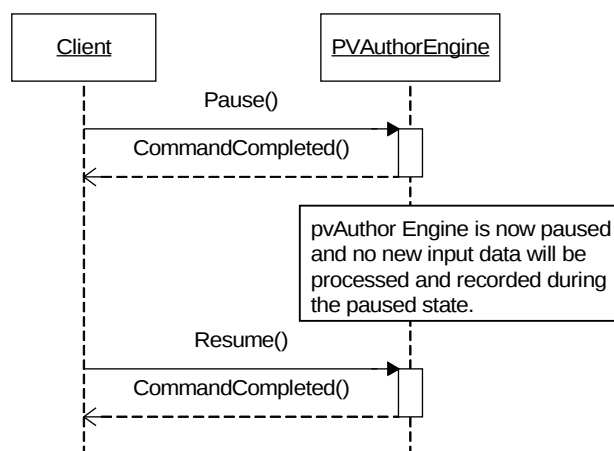 Client
PVAuthorEngine
Pause()
CommandCompleted()
pvAuthor Engine is now paused
and no new input data will be
processed and recorded during
the paused state.
Resume()
CommandCompleted()